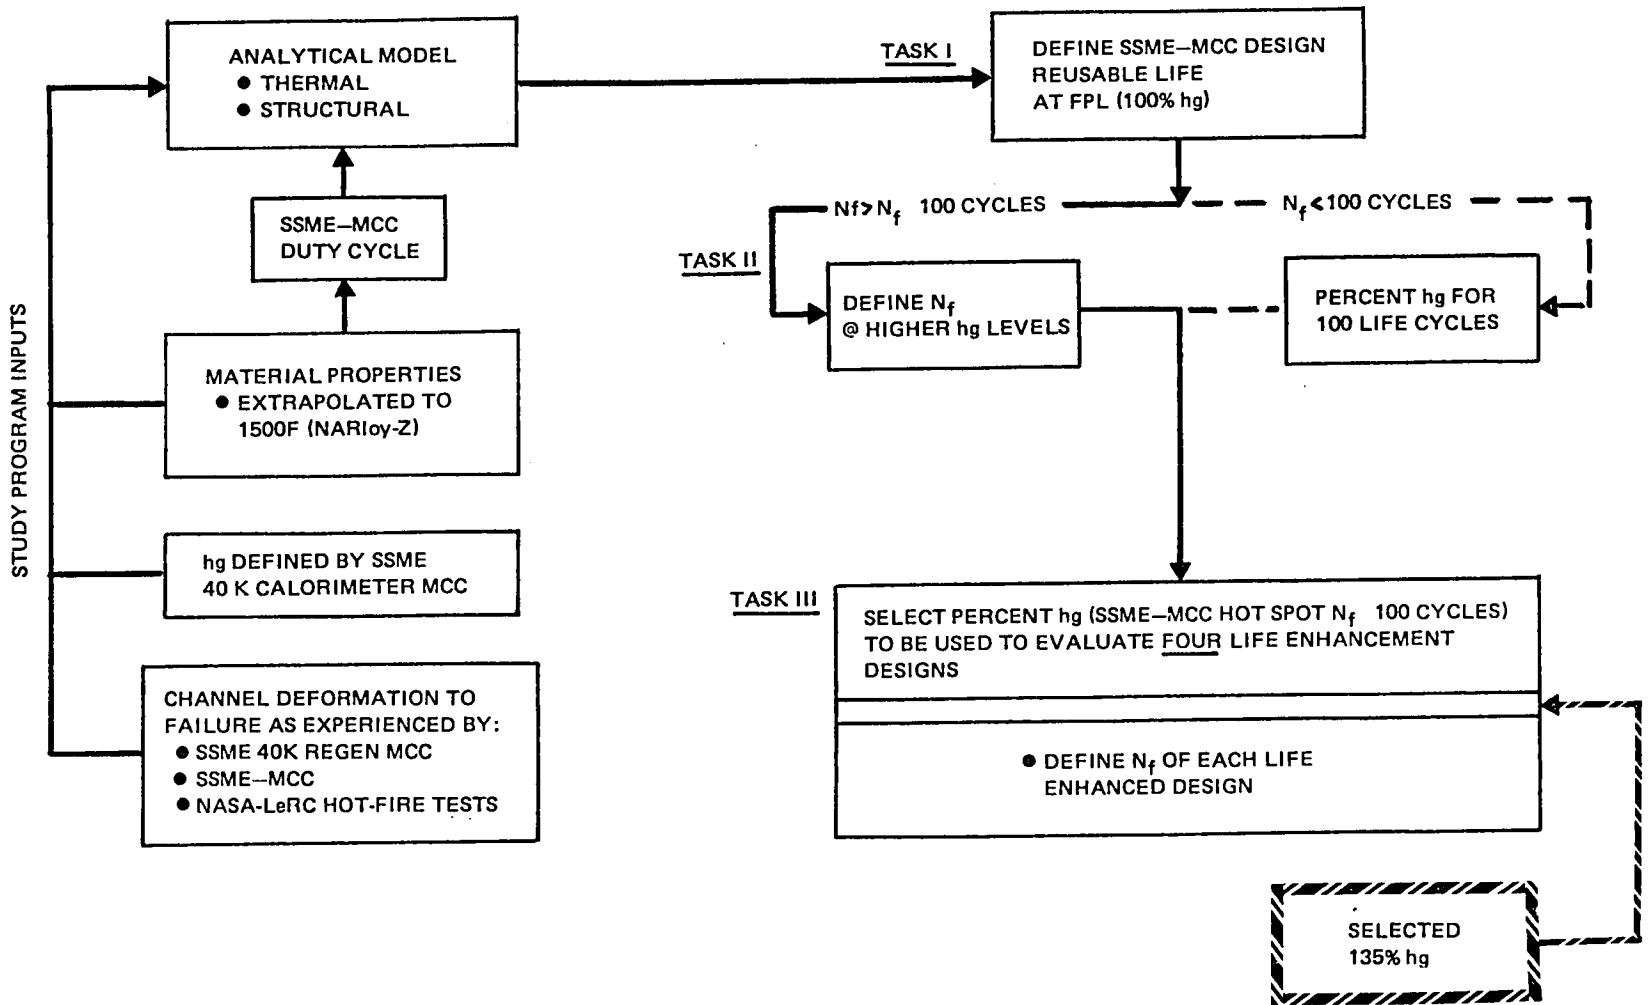 STUDY PROGRAM INPUTS
ANALYTICAL MODEL
● THERMAL
● STRUCTURAL
SSME–MCC
DUTY CYCLE
MATERIAL PROPERTIES
● EXTRAPOLATED TO
1500F (NARloy-Z)
hg DEFINED BY SSME
40 K CALORIMETER MCC
CHANNEL DEFORMATION TO
FAILURE AS EXPERIENCED BY:
● SSME 40K REGEN MCC
● SSME–MCC
● NASA-LeRC HOT-FIRE TESTS
TASK I
DEFINE SSME–MCC DESIGN
REUSABLE LIFE
AT FPL (100% hg)
Nf>Nf 100 CYCLES
Nf<100 CYCLES
TASK II
DEFINE Nf
@ HIGHER hg LEVELS
PERCENT hg FOR
100 LIFE CYCLES
TASK III
SELECT PERCENT hg (SSME–MCC HOT SPOT Nf 100 CYCLES)
TO BE USED TO EVALUATE FOUR LIFE ENHANCEMENT
DESIGNS
● DEFINE Nf OF EACH LIFE
ENHANCED DESIGN
SELECTED
135% hg